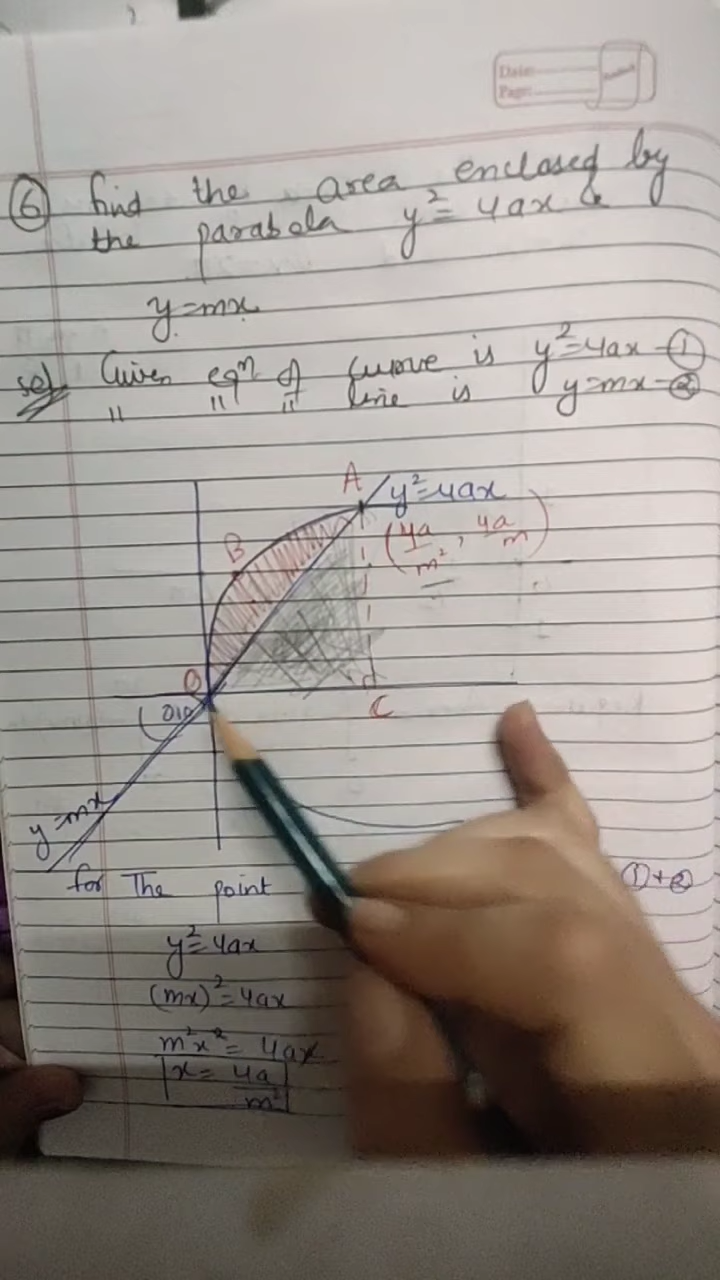 Date:
Page:
⑥ find the area enclosed by
the parabola y² = 4ax &
y=mx
sol Given eqⁿ of curve is y²=4ax-①
" " " line is y=mx-②
A
y²=4ax
(4a/m², 4a/m)
B
O
C
y=mx
for The point
①+②
y²=4ax
(mx)²=4ax
m²x²=4ax
x=4a/m²